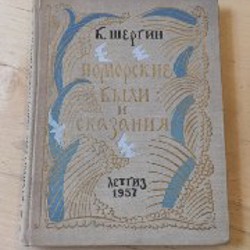 К. ШЕРГИН
ПОМОРСКИЕ
БЫЛИ
И
СКАЗАНИЯ
ДЕТГИЗ
1957